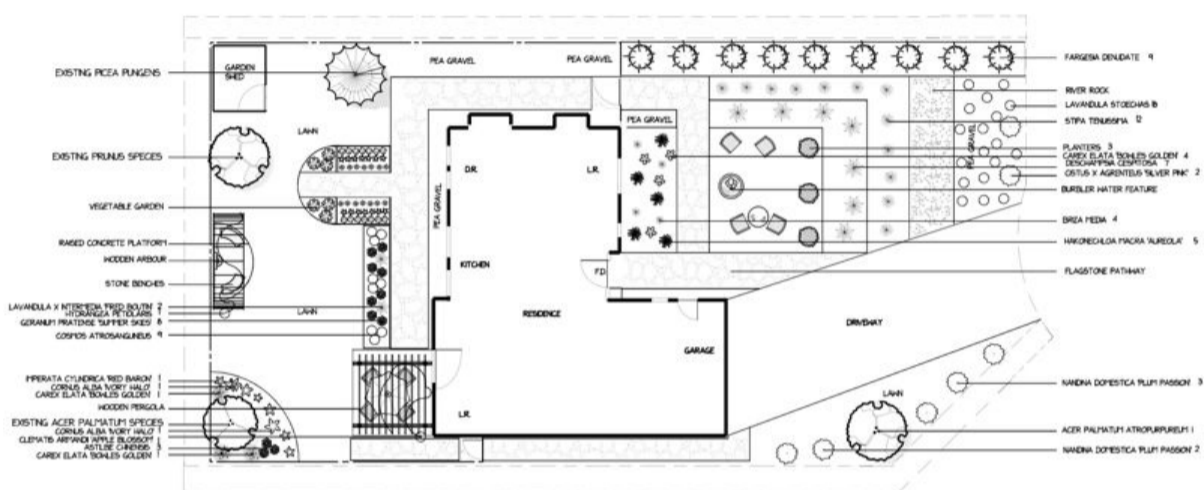 EXISTING PICEA PUNGENS
EXISTING PRUNUS SPECIES
VEGETABLE GARDEN
RAISED CONCRETE PLATFORM
WOODEN ARBOUR
STONE BENCHES
LAVANDULA X INTERMEDIA 'FRED BOUTIN' 2
HYDRANGEA PETIOLARIS 1
GERANIUM PRATENSE 'SUMMER SKIES' 8
COSMOS ATROSANGUINEUS 9
IMPERATA CYLINDRICA 'RED BARON' 1
CORNUS ALBA 'IVORY HALO' 1
CAREX ELATA 'BOWLES GOLDEN' 1
WOODEN PERGOLA
EXISTING ACER PALMATUM SPECIES
CORNUS ALBA 'IVORY HALO' 1
CLEMATIS ARMANDI 'APPLE BLOSSOM' 1
ASTILBE CHINENSIS 3
CAREX ELATA 'BOWLES GOLDEN' 1
GARDEN
SHED
LAWN
LAWN
PEA GRAVEL
PEA GRAVEL
PEA GRAVEL
PEA GRAVEL
PEA GRAVEL
D.R.
L.R.
KITCHEN
F.D.
RESIDENCE
GARAGE
L.R.
DRIVEWAY
LAWN
FARGESIA DENUDATE 9
RIVER ROCK
LAVANDULA STOECHAS 18
STIPA TENUISSIMA 12
PLANTERS 3
CAREX ELATA 'BOWLES GOLDEN' 4
DESCHAMPSIA CESPITOSA 7
CISTUS X AGRENTEUS 'SILVER PINK' 2
BURBLER WATER FEATURE
BRIZA MEDIA 4
HAKONECHLOA MACRA 'AUREOLA' 5
FLAGSTONE PATHWAY
NANDINA DOMESTICA 'PLUM PASSION' 3
ACER PALMATUM ATROPURPUREUM 1
NANDINA DOMESTICA 'PLUM PASSION' 2